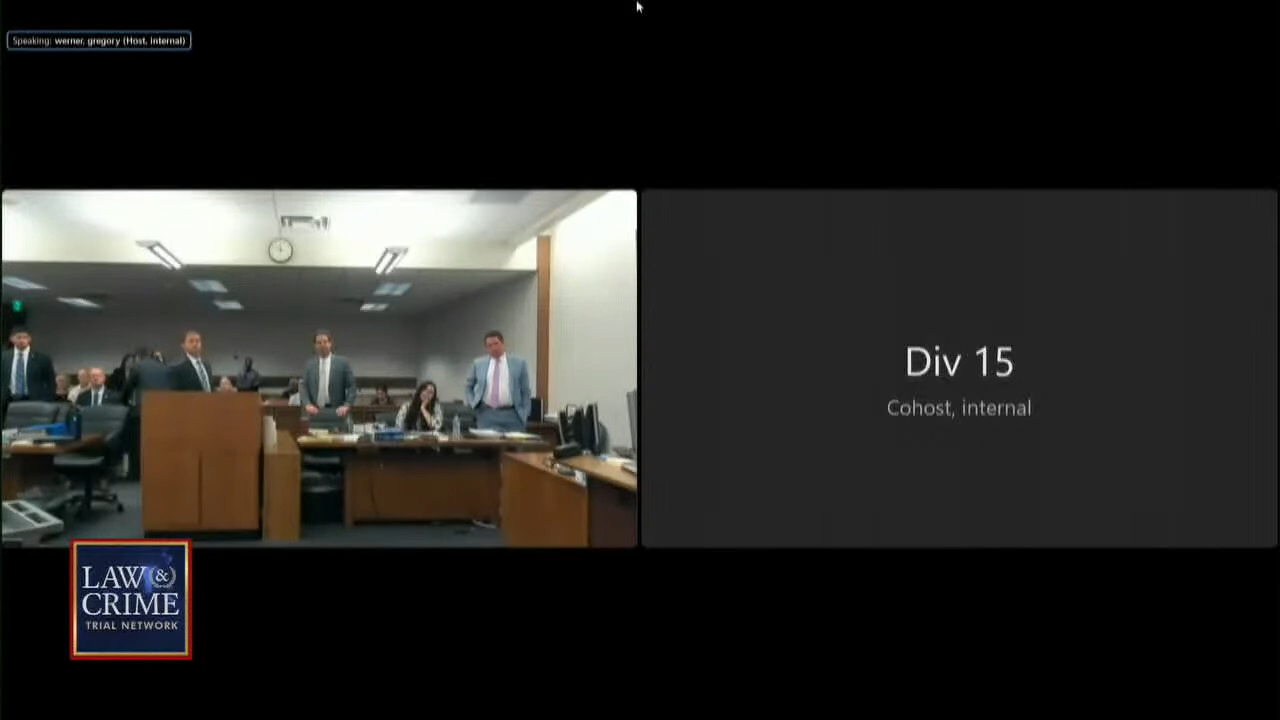 Speaking: werner, gregory (Host, internal)
Div 15
Cohost, internal
LAW &
CRIME
TRIAL NETWORK